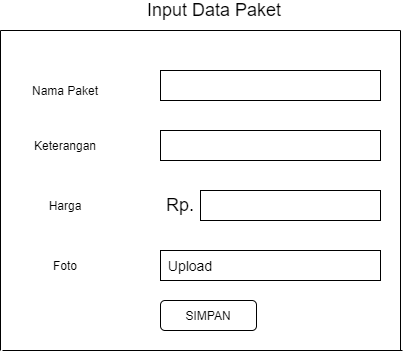 Input Data Paket
Nama Paket
Keterangan
Harga Rp.
Foto Upload
SIMPAN